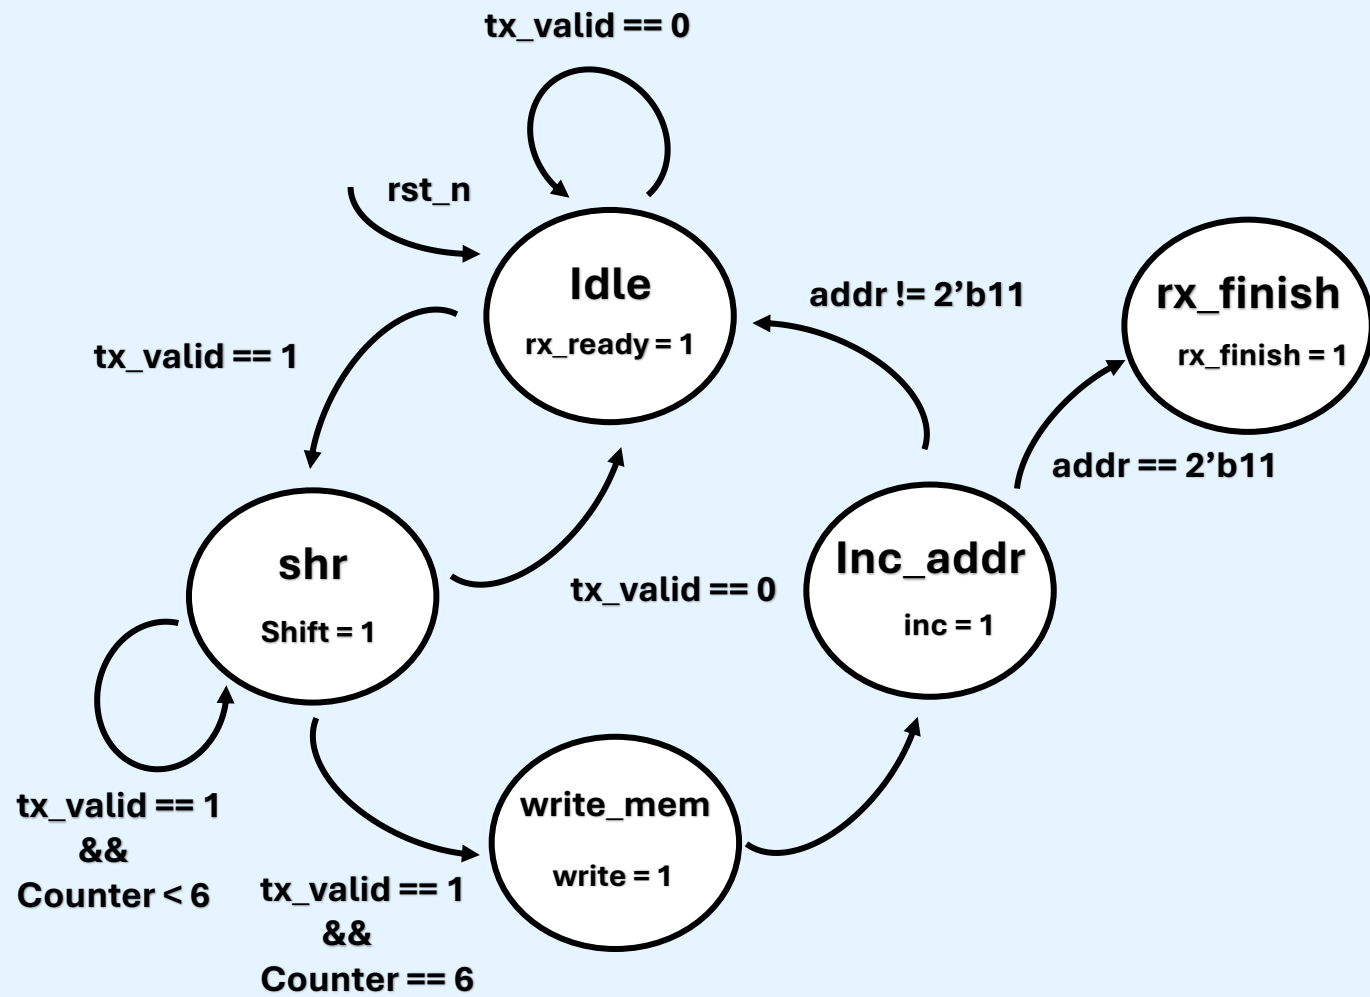 tx_valid == 0
rst_n
Idle
rx_ready = 1
addr != 2’b11
rx_finish
rx_finish = 1
tx_valid == 1
addr == 2’b11
shr
Shift = 1
tx_valid == 0
Inc_addr
inc = 1
tx_valid == 1
&&
Counter < 6
write_mem
write = 1
tx_valid == 1
&&
Counter == 6